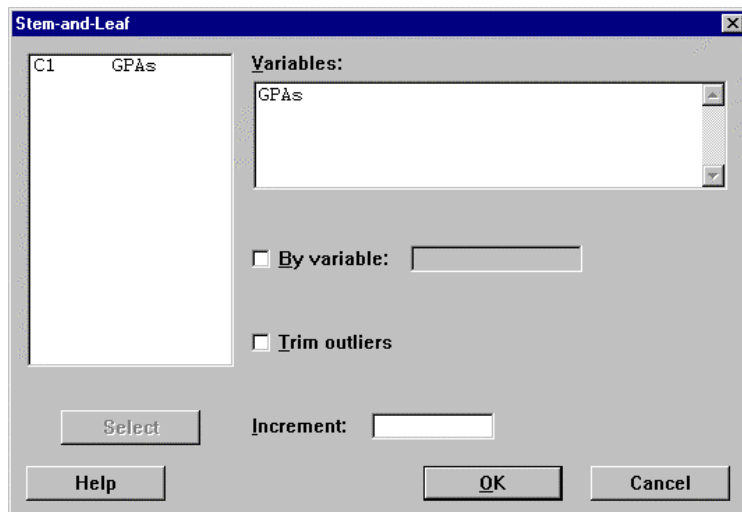 Stem-and-Leaf
C1 GPAs
Variables:
GPAs
By variable:
Trim outliers
Select
Increment:
Help
OK
Cancel